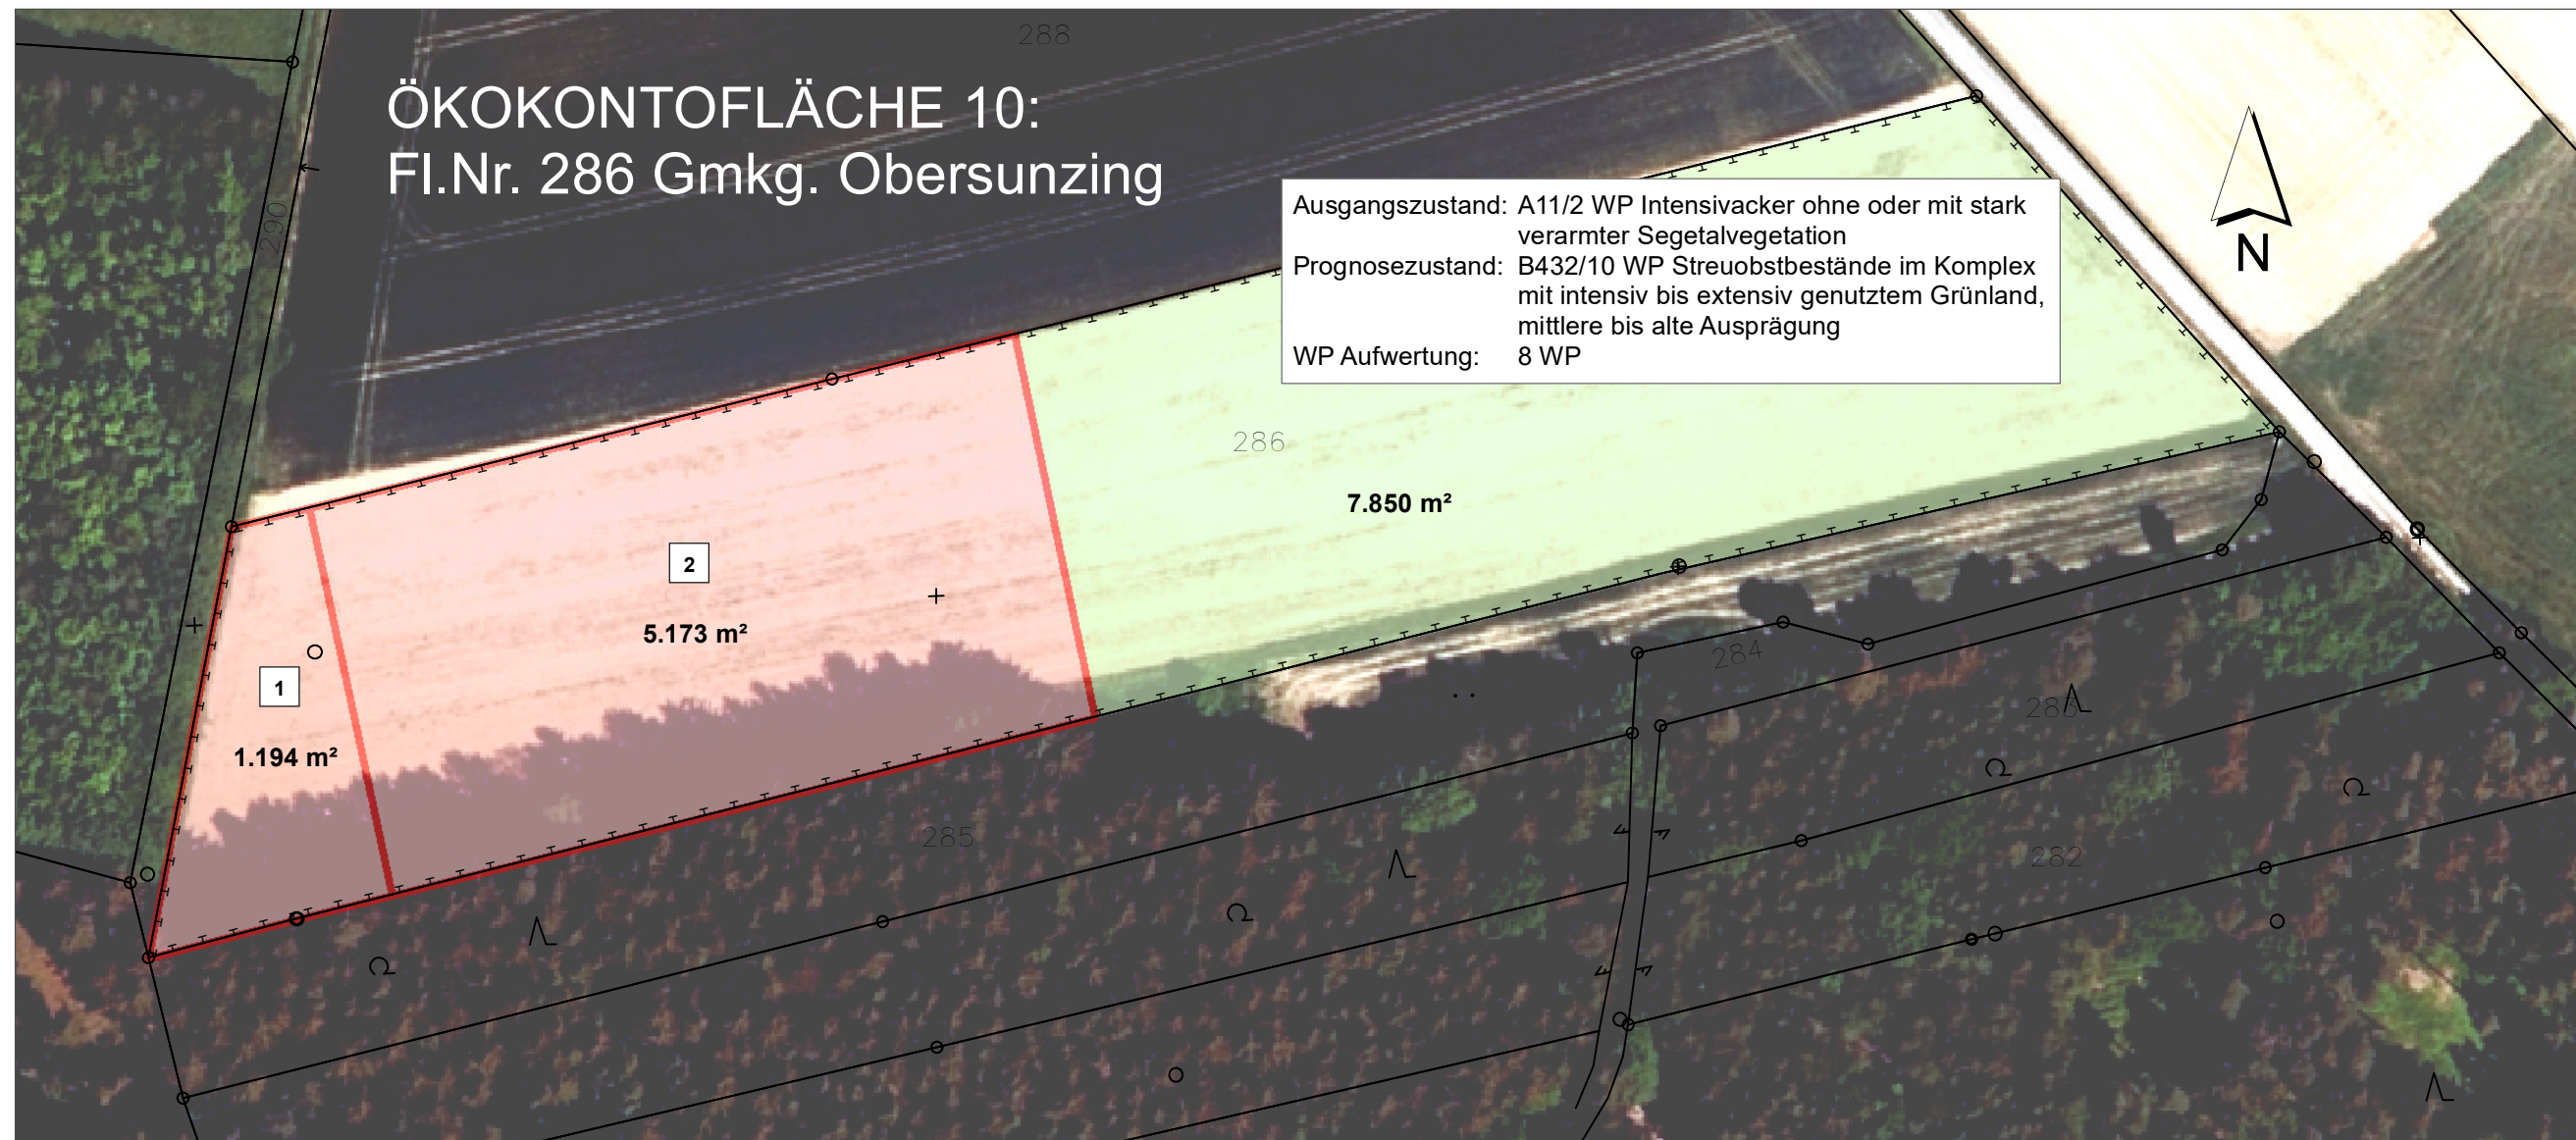 288
ÖKOKONTOFLÄCHE 10:
Fl.Nr. 286 Gmkg. Obersunzing
290
N
Ausgangszustand: A11/2 WP Intensivacker ohne oder mit stark
verarmter Segetalvegetation
Prognosezustand: B432/10 WP Streuobstbestände im Komplex
mit intensiv bis extensiv genutztem Grünland,
mittlere bis alte Ausprägung
WP Aufwertung: 8 WP
286
7.850 m²
2
5.173 m²
1
1.194 m²
284
285
282